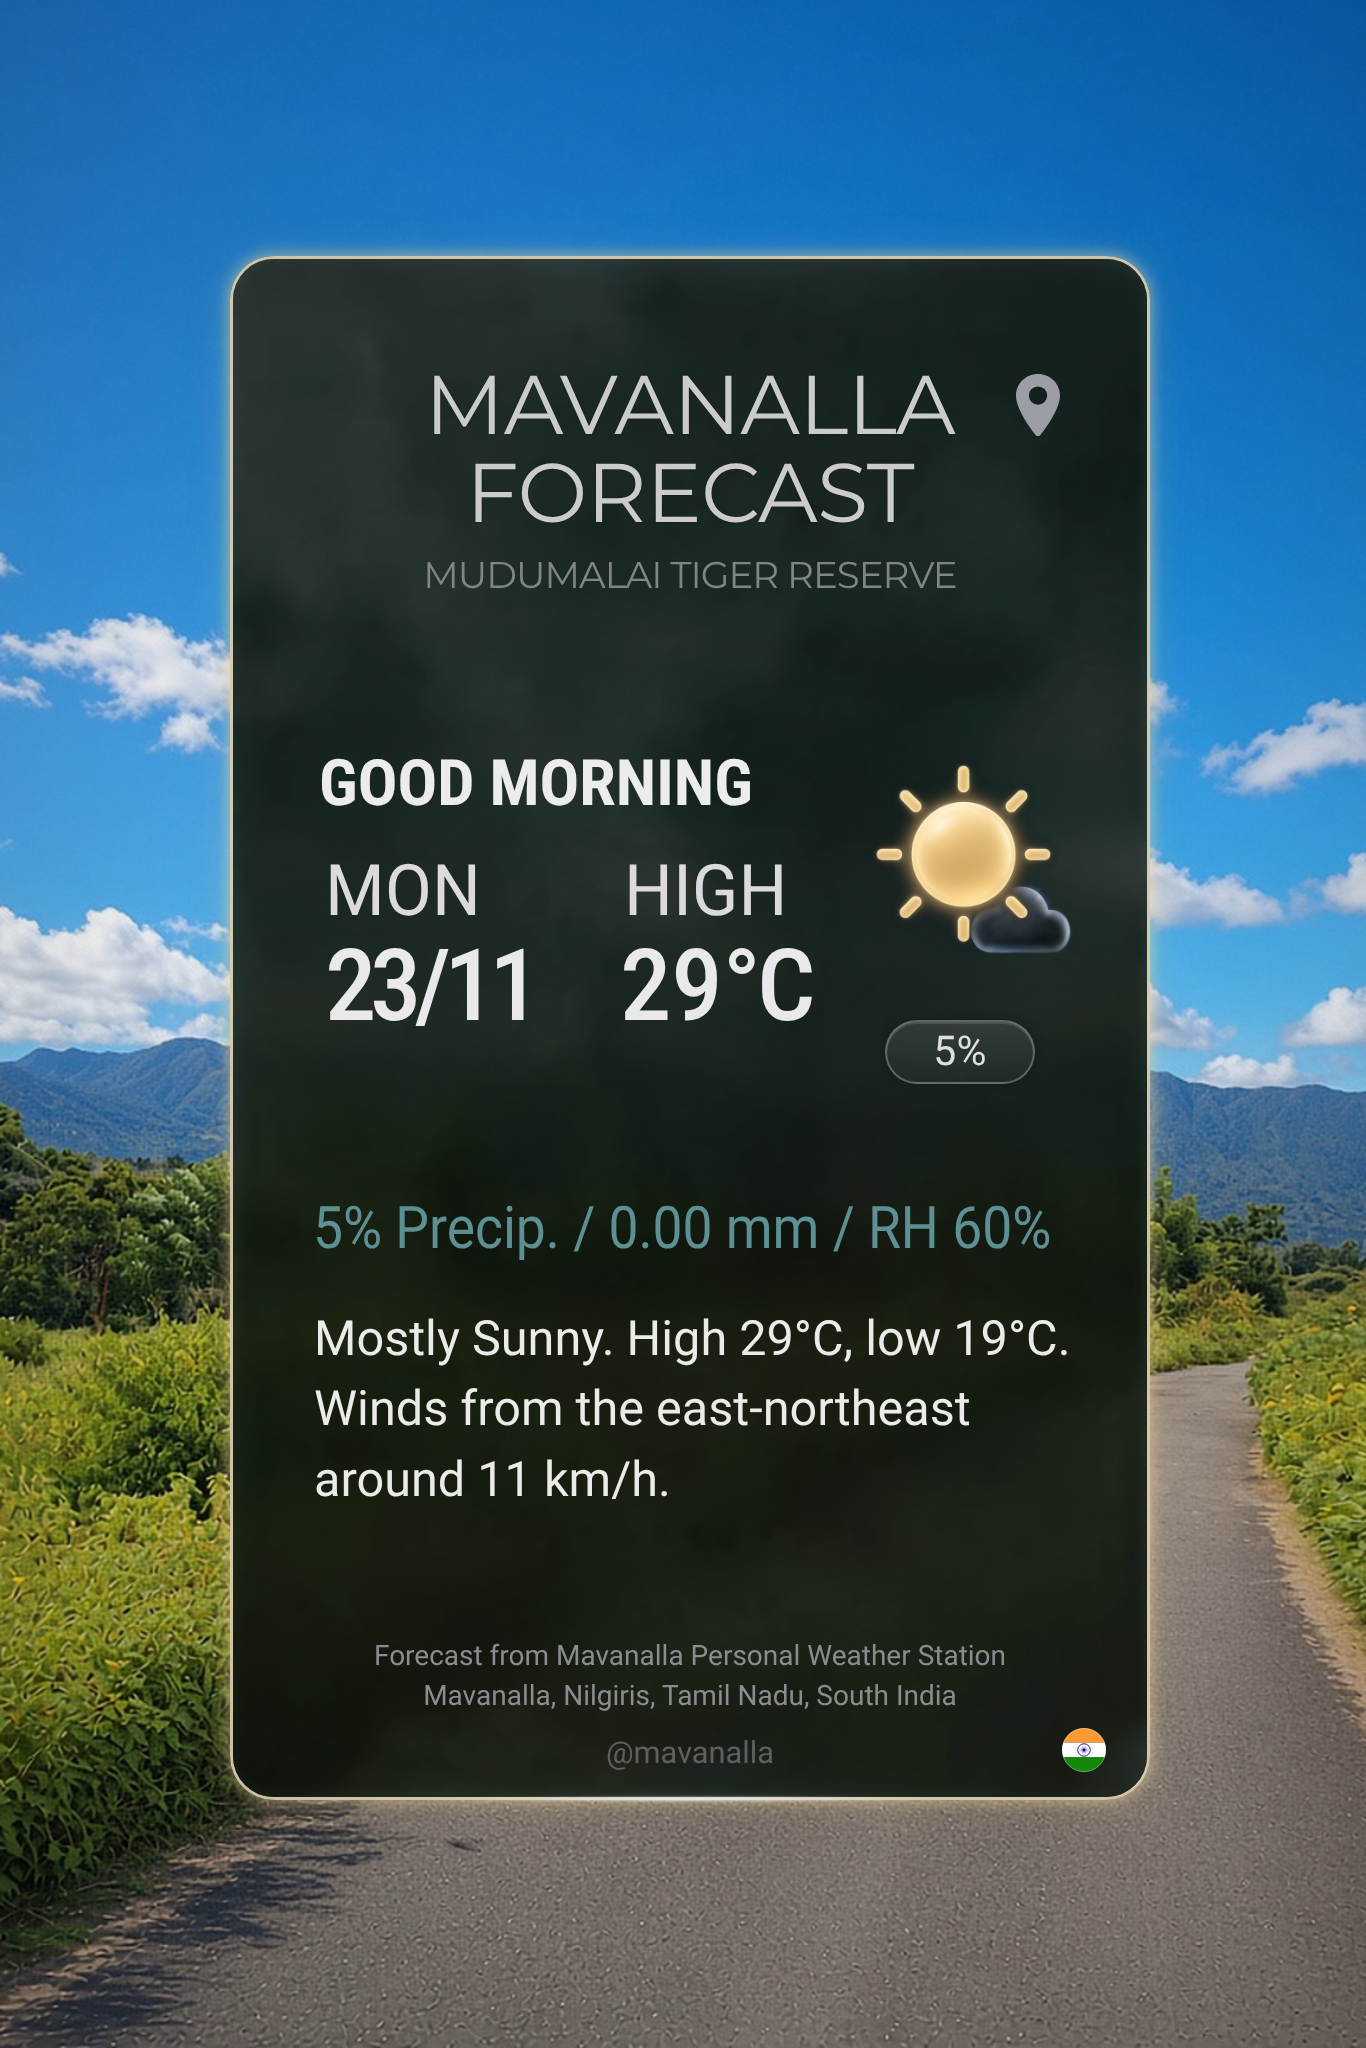 MAVANALLA
FORECAST
MUDUMALAI TIGER RESERVE
GOOD MORNING
MON
23/11
HIGH
29°C
5%
5% Precip. / 0.00 mm / RH 60%
Mostly Sunny. High 29°C, low 19°C.
Winds from the east-northeast
around 11 km/h.
Forecast from Mavanalla Personal Weather Station
Mavanalla, Nilgiris, Tamil Nadu, South India
@mavanalla